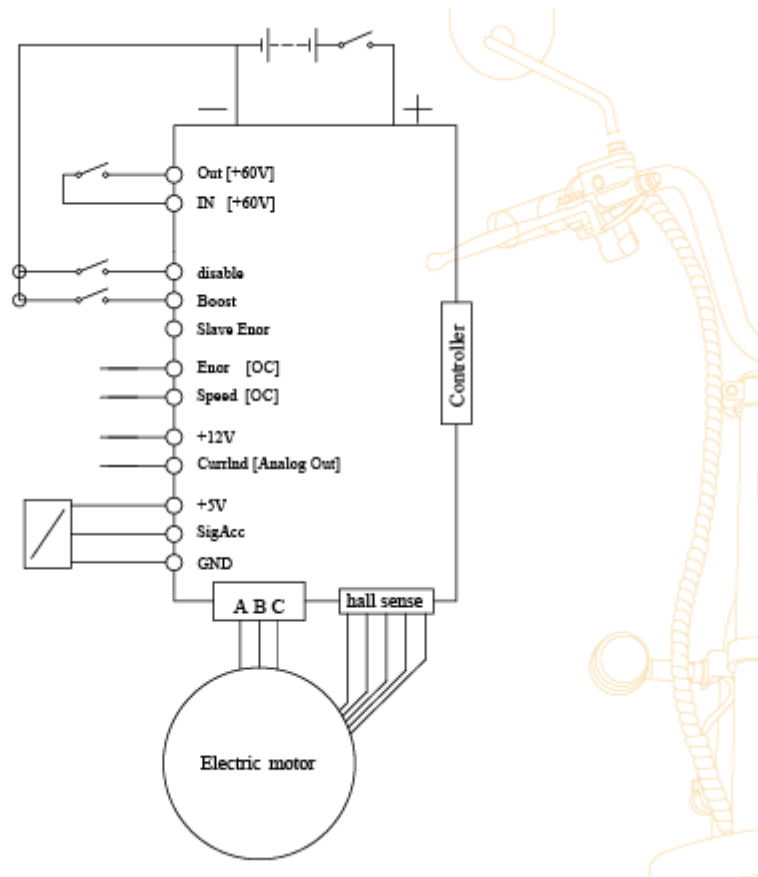 — +
Out [+60V]
IN [+60V]
disable
Boost
Slave Enor
Enor [OC]
Speed [OC]
+12V
CurrInd [Analog Out]
+5V
SigAcc
GND
Controller
A B C
hall sense
Electric motor